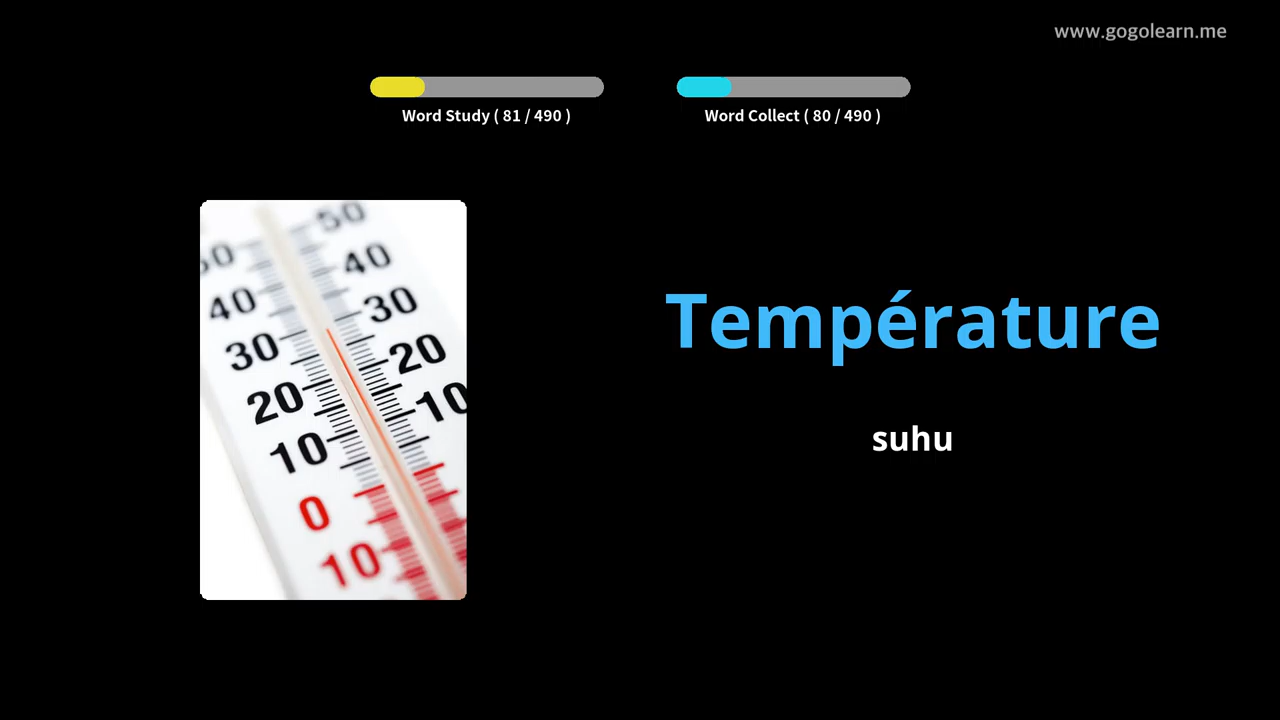 www.gogolearn.me
Word Study ( 81 / 490 )
Word Collect ( 80 / 490 )
50
40
40
30
30
20
20
10
10
0
10
Température
suhu